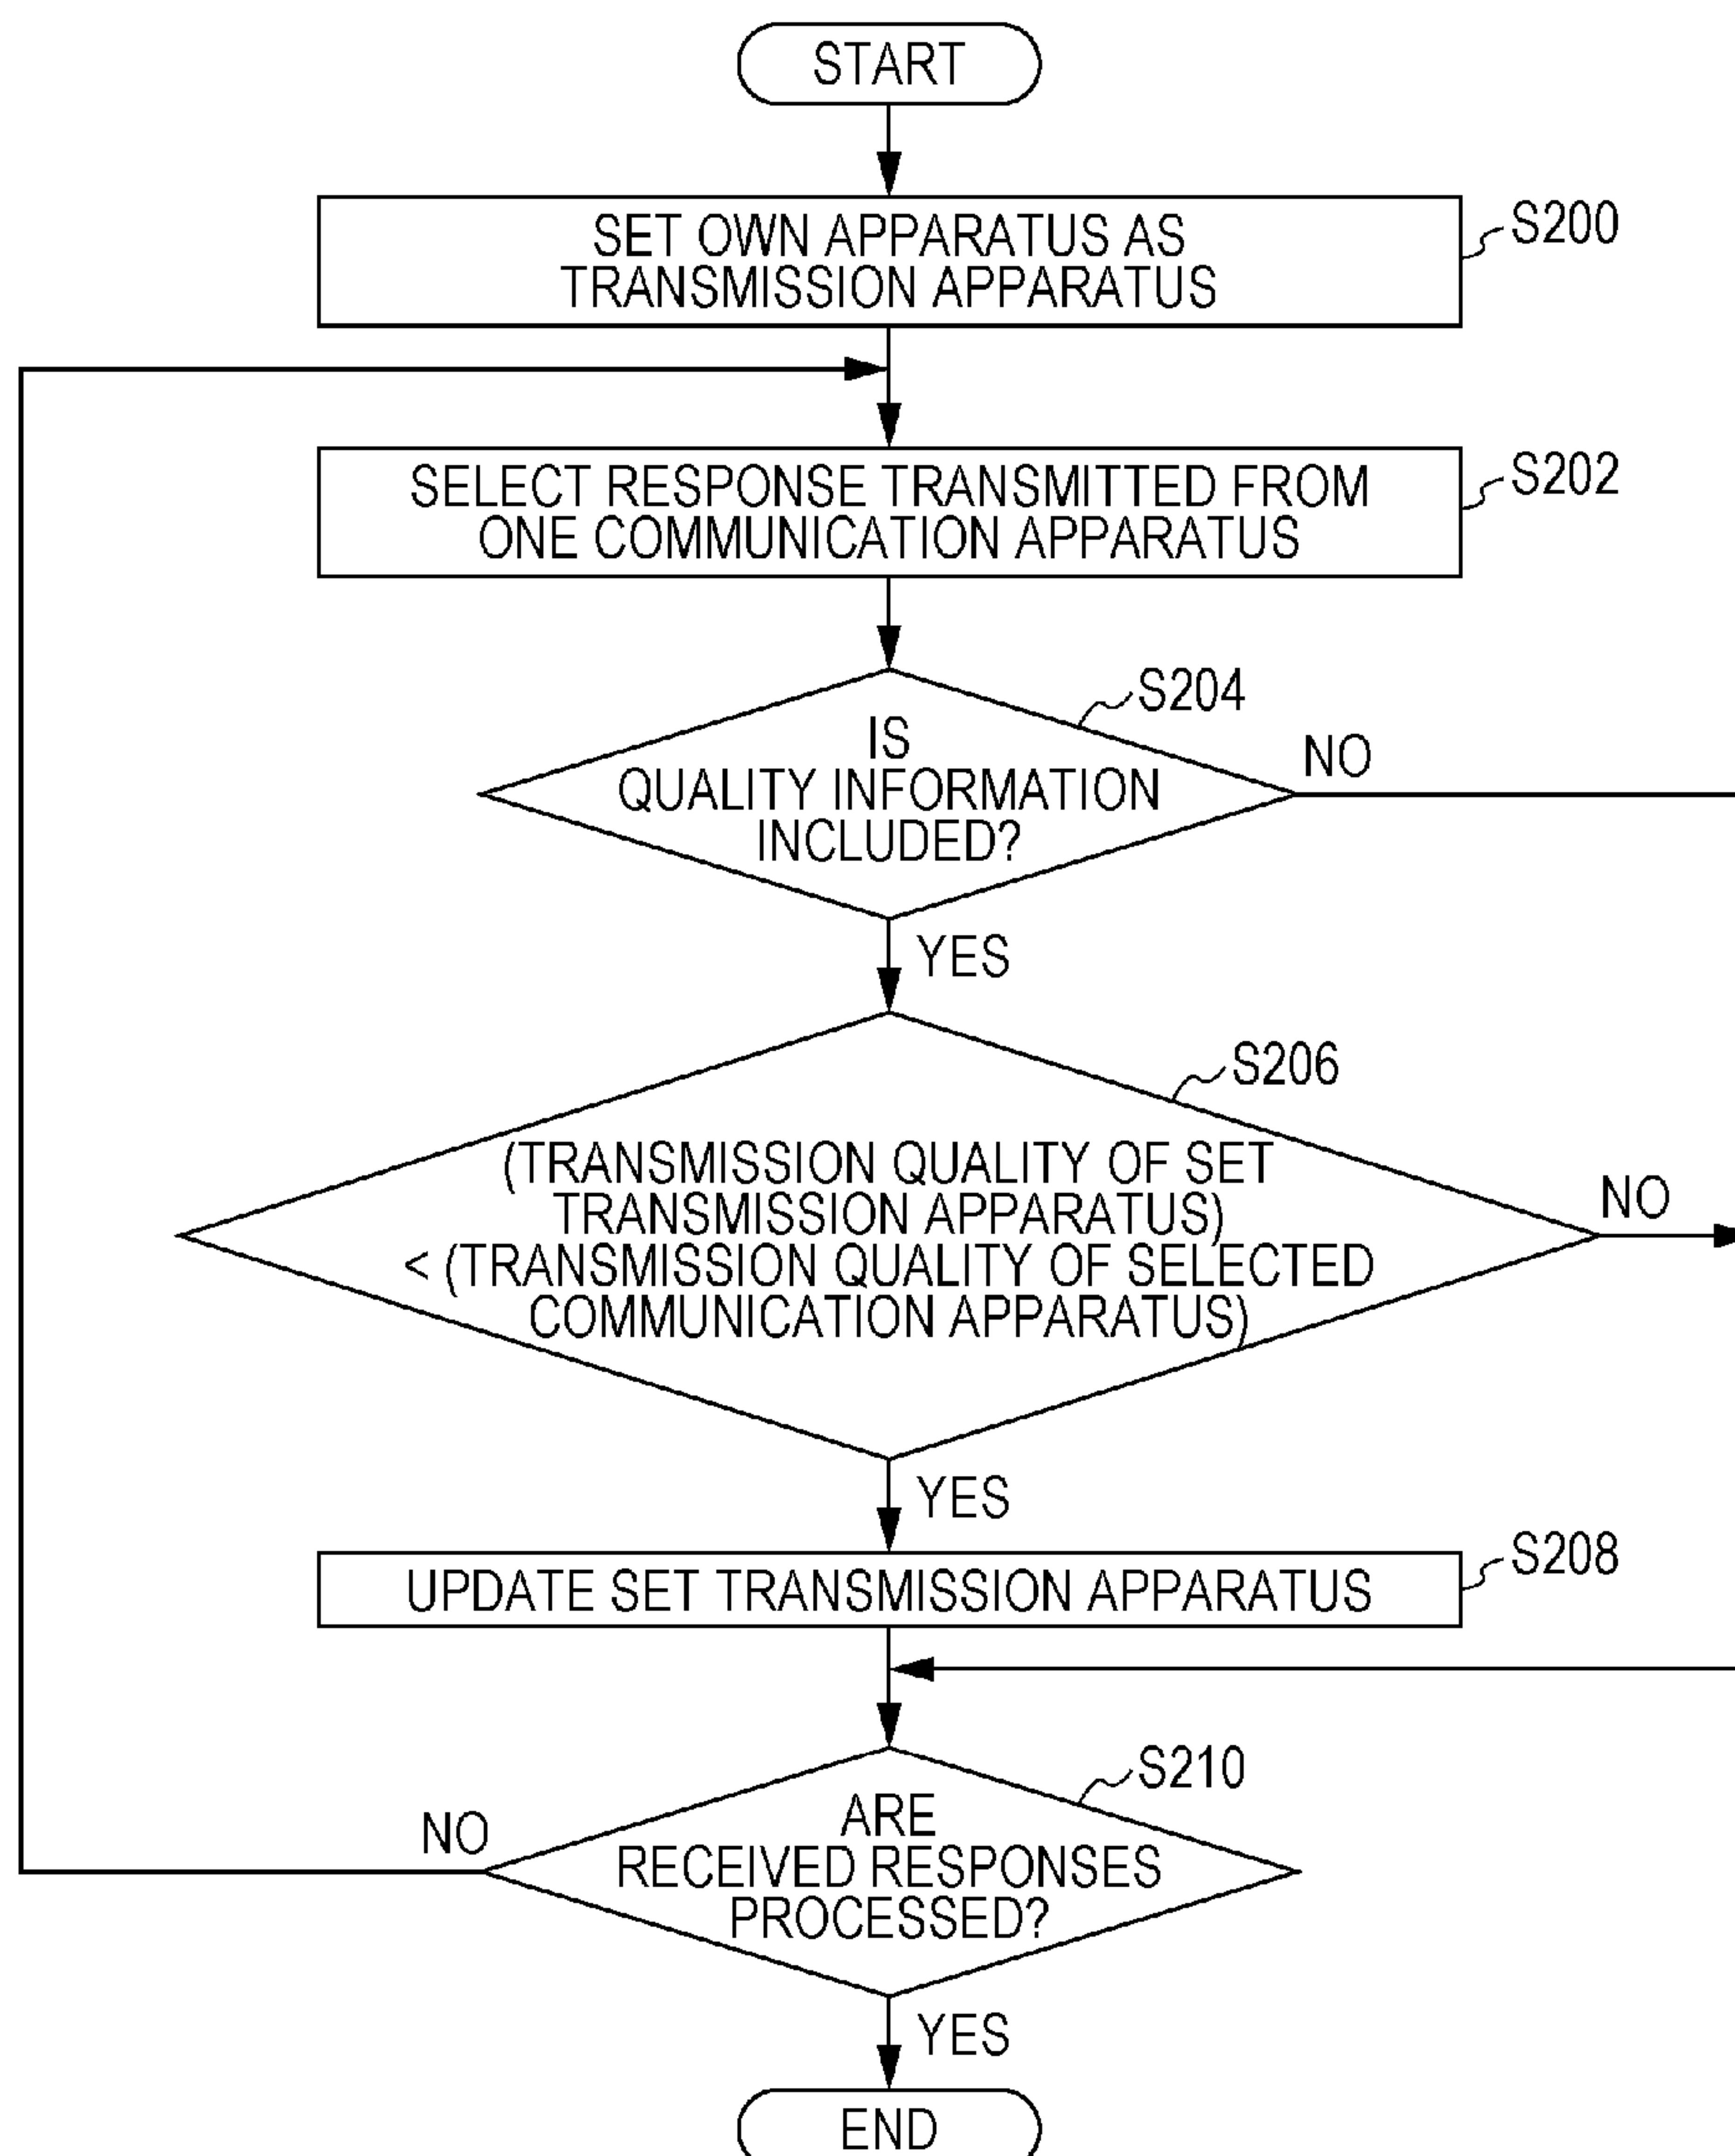 START
SET OWN APPARATUS AS
TRANSMISSION APPARATUS
S200
SELECT RESPONSE TRANSMITTED FROM
ONE COMMUNICATION APPARATUS
S202
S204
IS
QUALITY INFORMATION
INCLUDED?
NO
YES
S206
(TRANSMISSION QUALITY OF SET
TRANSMISSION APPARATUS)
< (TRANSMISSION QUALITY OF SELECTED
COMMUNICATION APPARATUS)
NO
YES
UPDATE SET TRANSMISSION APPARATUS
S208
S210
ARE
RECEIVED RESPONSES
PROCESSED?
NO
YES
END